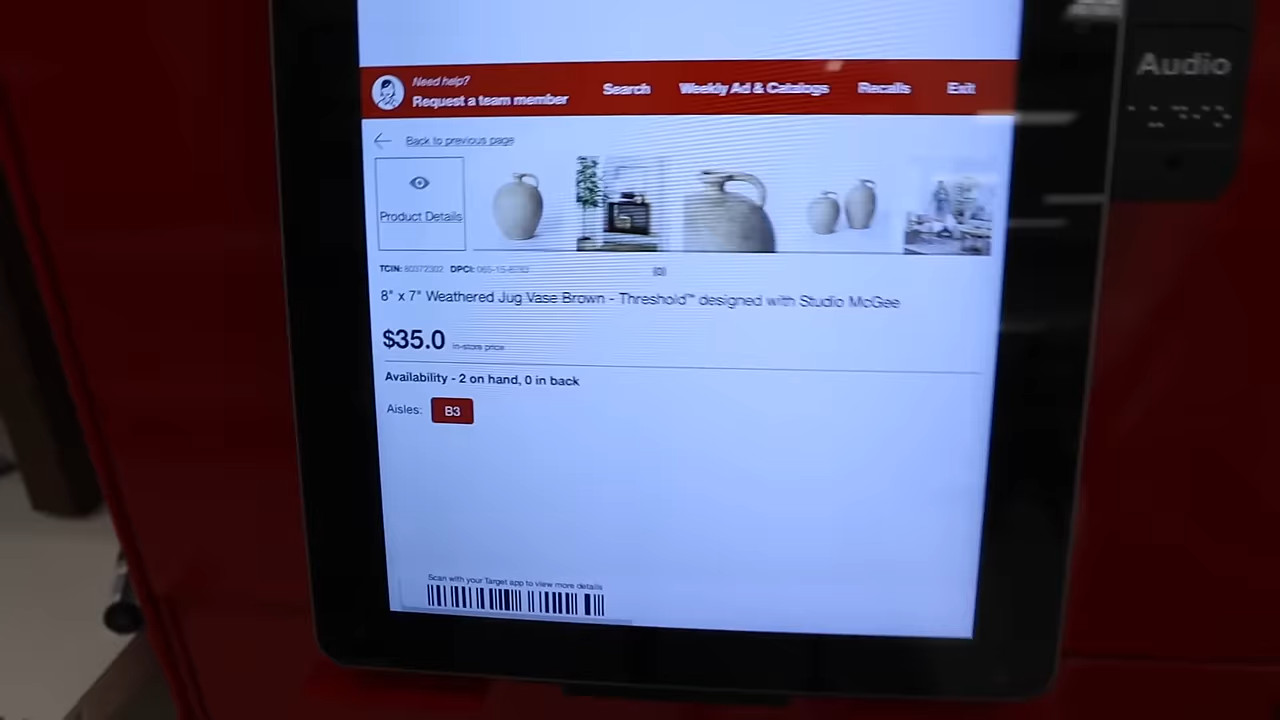 Audio
Need help?
Request a team member
Search
Weekly Ad & Catalogs
Recalls
Exit
Back to previous page
Product Details
TCIN: 80372302 DPCI:
(0)
8" x 7" Weathered Jug Vase Brown - Threshold™ designed with Studio McGee
$35.0 in-store price
Availability - 2 on hand, 0 in back
Aisles: B3
Scan with your Target app to view more details